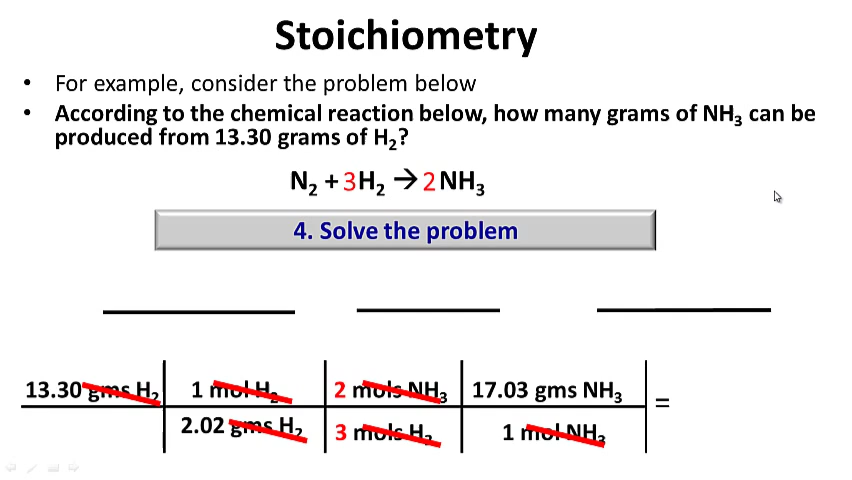 Stoichiometry
• For example, consider the problem below
• According to the chemical reaction below, how many grams of NH₃ can be
produced from 13.30 grams of H₂?
N₂ + 3H₂ → 2NH₃
4. Solve the problem
13.30 gms H₂ 1 mol H₂ 2 mols NH₃ 17.03 gms NH₃ =
2.02 gms H₂ 3 mols H₂ 1 mol NH₃